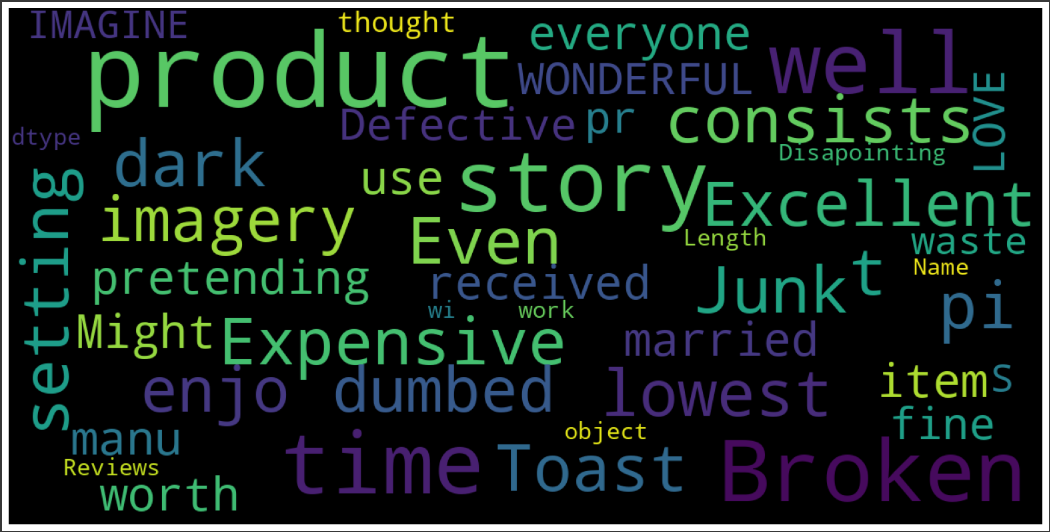 IMAGINE
thought
everyone
product
well
WONDERFUL
LOVE
Defective
pr
consists
dtype
Disapointing
dark
use
story
Excellent
setting
imagery
Even
Length
waste
pretending
received
Junk
t
Name
pi
wi
work
Might
Expensive
married
enjo
dumbed
lowest
item
S
fine
manu
object
time
Toast
Broken
Reviews
worth